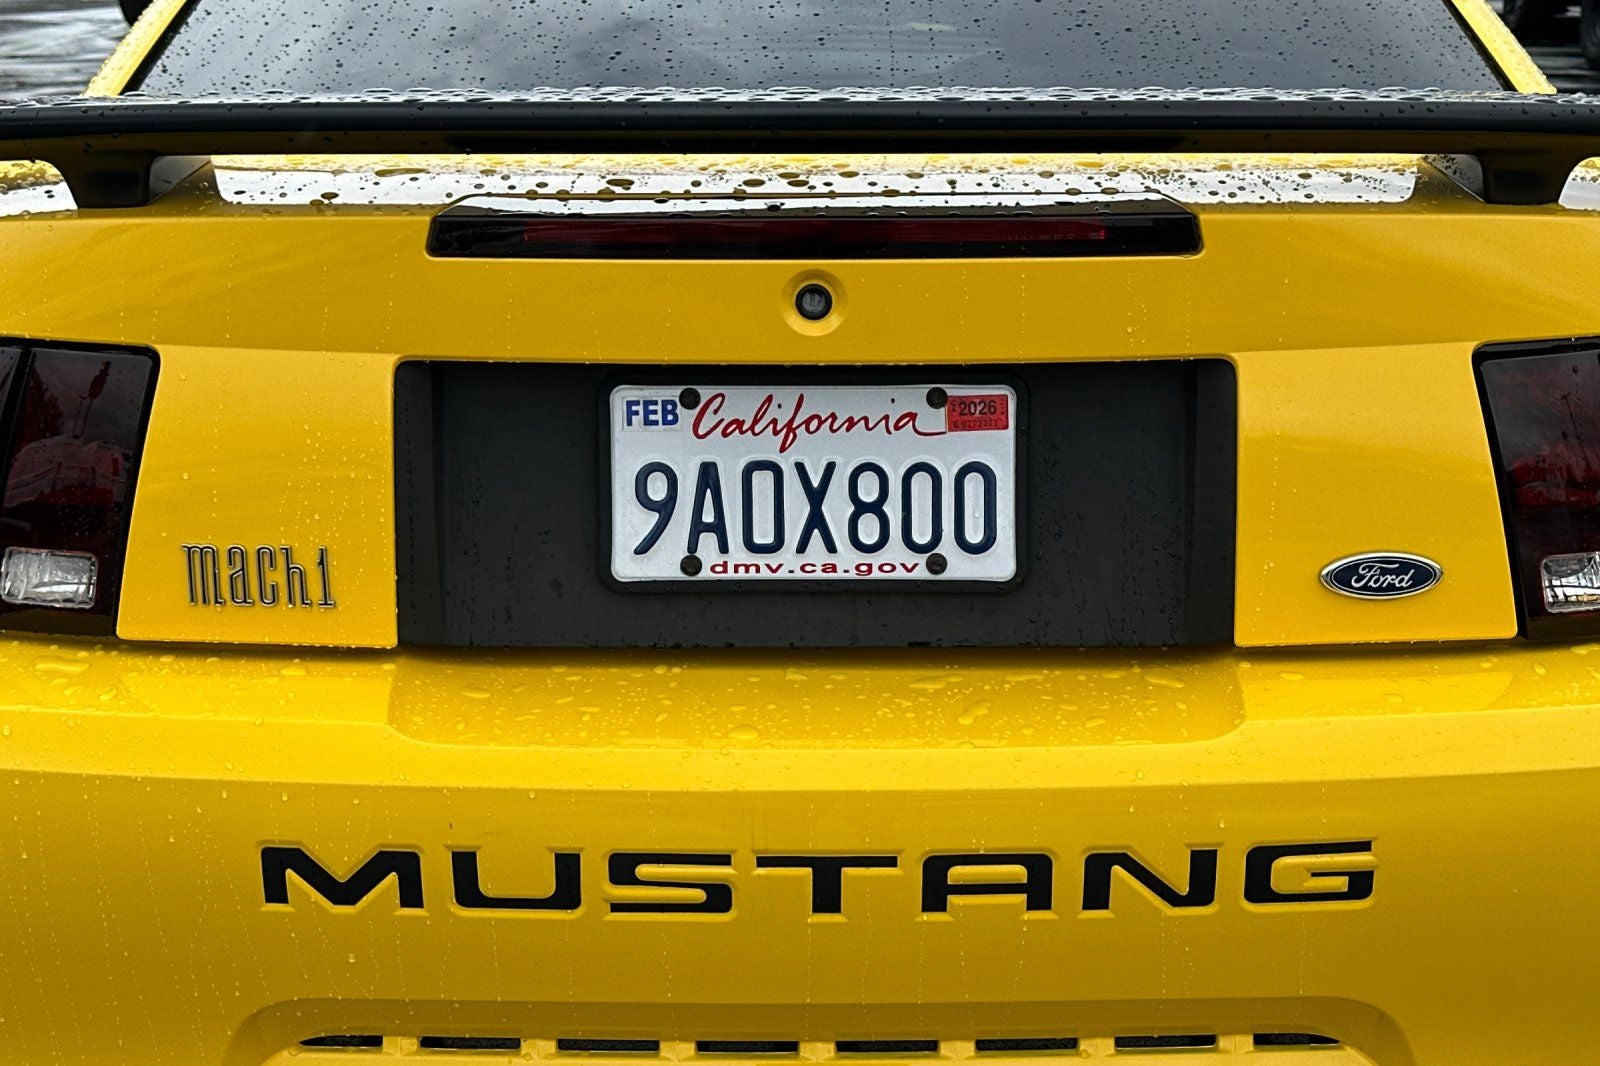 FEB California 2026
9AOX800
dmv.ca.gov
mach1
Ford
MUSTANG